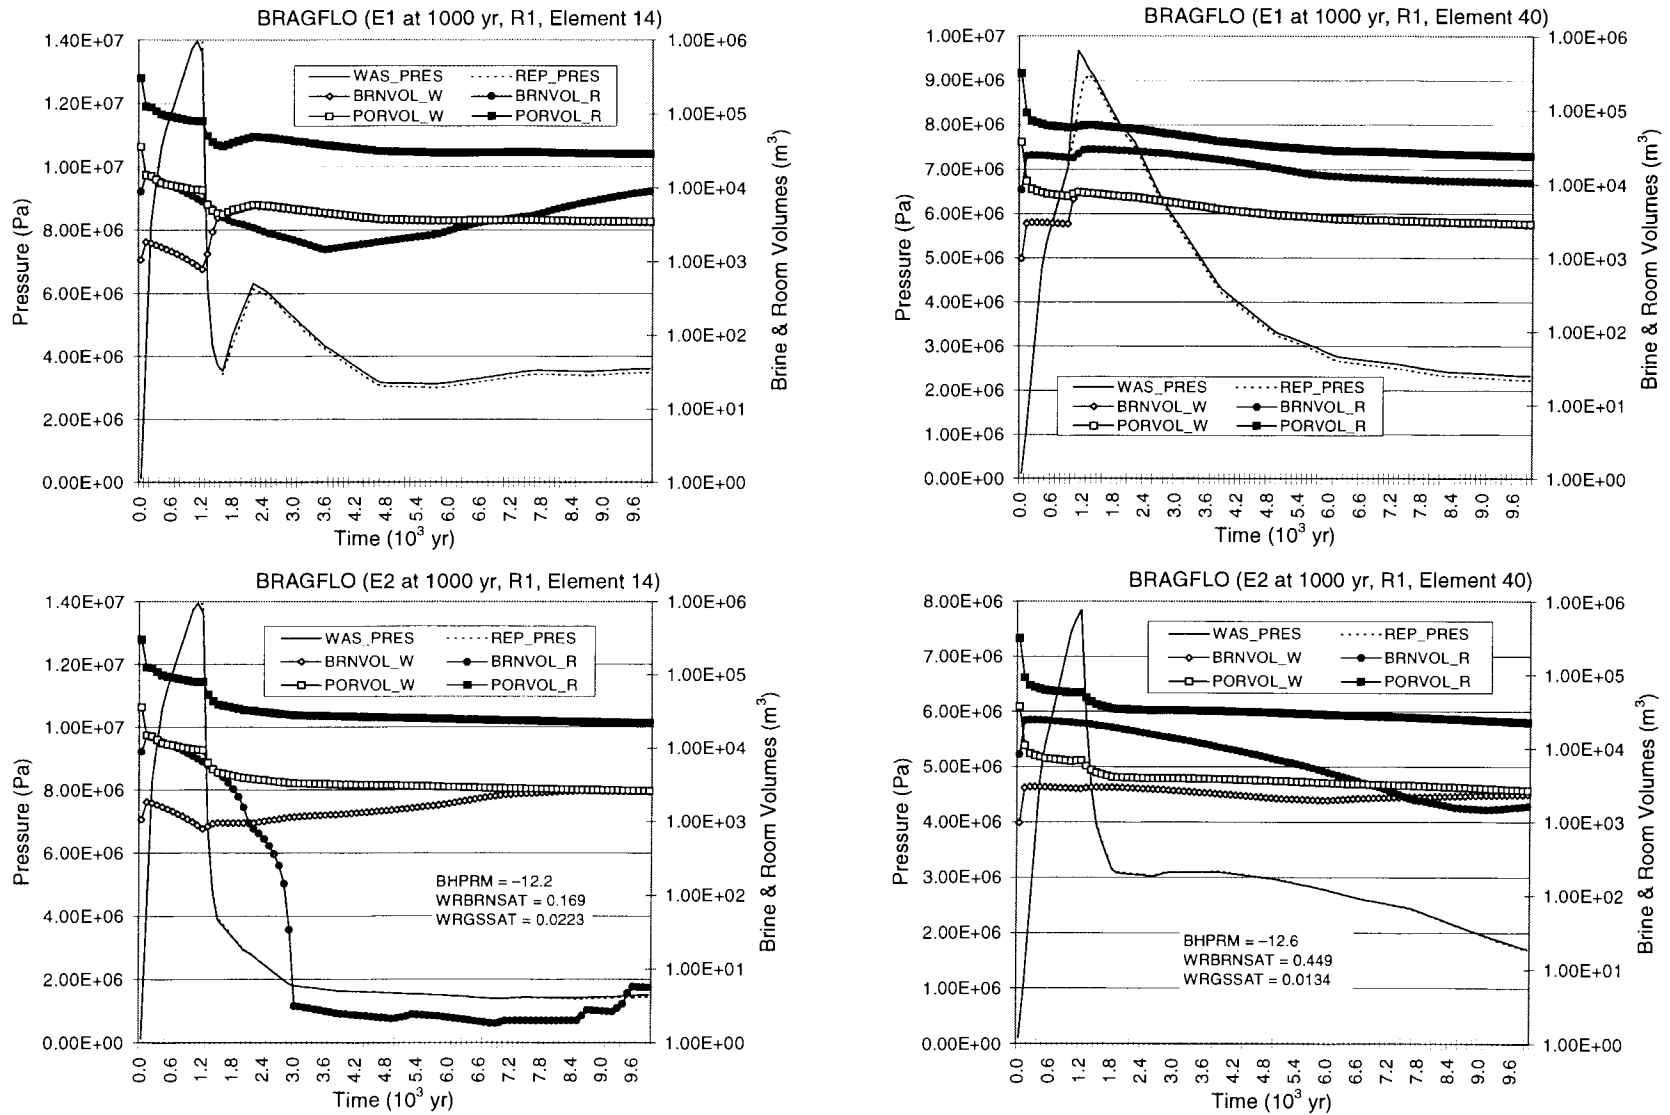 BRAGFLO (E1 at 1000 yr, R1, Element 14)
1.40E+07
1.20E+07
1.00E+07
8.00E+06
6.00E+06
4.00E+06
2.00E+06
0.00E+00
Pressure (Pa)
WAS_PRES REP_PRES
BRNVOL_W BRNVOL_R
PORVOL_W PORVOL_R
1.00E+06
1.00E+05
1.00E+04
1.00E+03
1.00E+02
1.00E+01
1.00E+00
Brine & Room Volumes (m³)
0.0 0.6 1.2 1.8 2.4 3.0 3.6 4.2 4.8 5.4 6.0 6.6 7.2 7.8 8.4 9.0 9.6
Time (10³ yr)
BRAGFLO (E1 at 1000 yr, R1, Element 40)
1.00E+07
9.00E+06
8.00E+06
7.00E+06
6.00E+06
5.00E+06
4.00E+06
3.00E+06
2.00E+06
1.00E+06
0.00E+00
Pressure (Pa)
WAS_PRES REP_PRES
BRNVOL_W BRNVOL_R
PORVOL_W PORVOL_R
1.00E+06
1.00E+05
1.00E+04
1.00E+03
1.00E+02
1.00E+01
1.00E+00
Brine & Room Volumes (m³)
0.0 0.6 1.2 1.8 2.4 3.0 3.6 4.2 4.8 5.4 6.0 6.6 7.2 7.8 8.4 9.0 9.6
Time (10³ yr)
BRAGFLO (E2 at 1000 yr, R1, Element 14)
1.40E+07
1.20E+07
1.00E+07
8.00E+06
6.00E+06
4.00E+06
2.00E+06
0.00E+00
Pressure (Pa)
WAS_PRES REP_PRES
BRNVOL_W BRNVOL_R
PORVOL_W PORVOL_R
BHPRM = −12.2
WRBRNSAT = 0.169
WRGSSAT = 0.0223
1.00E+06
1.00E+05
1.00E+04
1.00E+03
1.00E+02
1.00E+01
1.00E+00
Brine & Room Volumes (m³)
0.0 0.6 1.2 1.8 2.4 3.0 3.6 4.2 4.8 5.4 6.0 6.6 7.2 7.8 8.4 9.0 9.6
Time (10³ yr)
BRAGFLO (E2 at 1000 yr, R1, Element 40)
8.00E+06
7.00E+06
6.00E+06
5.00E+06
4.00E+06
3.00E+06
2.00E+06
1.00E+06
0.00E+00
Pressure (Pa)
WAS_PRES REP_PRES
BRNVOL_W BRNVOL_R
PORVOL_W PORVOL_R
BHPRM = −12.6
WRBRNSAT = 0.449
WRGSSAT = 0.0134
1.00E+06
1.00E+05
1.00E+04
1.00E+03
1.00E+02
1.00E+01
1.00E+00
Brine & Room Volumes (m³)
0.0 0.6 1.2 1.8 2.4 3.0 3.6 4.2 4.8 5.4 6.0 6.6 7.2 7.8 8.4 9.0 9.6
Time (10³ yr)